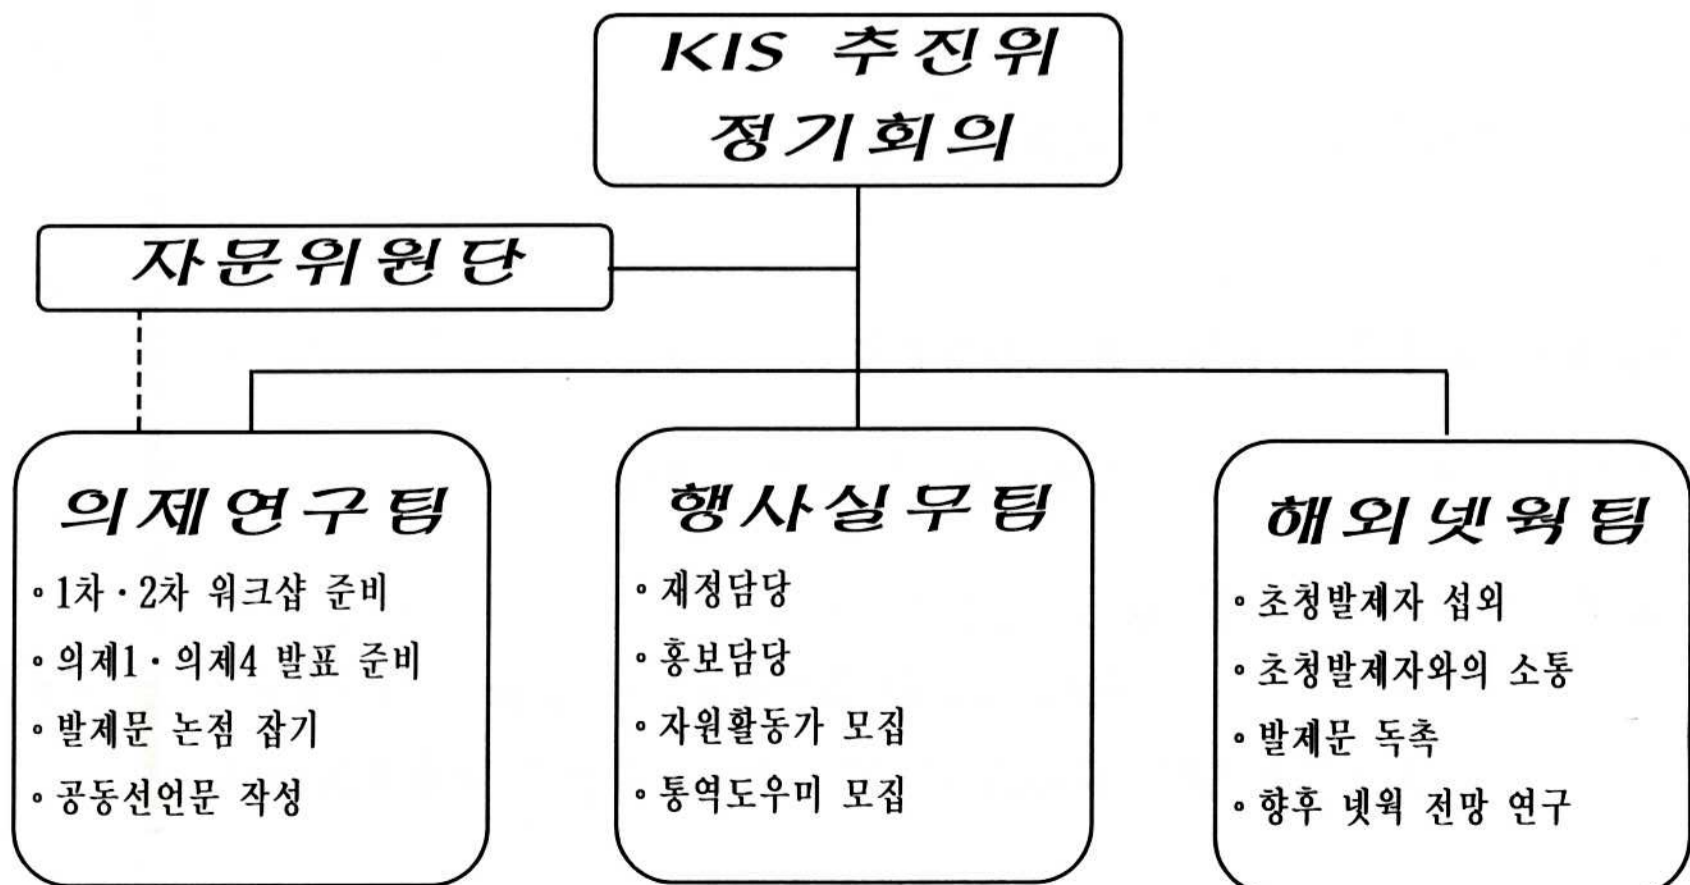 KIS 추진위
정기회의
자문위원단
의제연구팀
∘ 1차·2차 워크샵 준비
∘ 의제1·의제4 발표 준비
∘ 발제문 논점 잡기
∘ 공동선언문 작성
행사실무팀
∘ 재정담당
∘ 홍보담당
∘ 자원활동가 모집
∘ 통역도우미 모집
해외넷웍팀
∘ 초청발제자 섭외
∘ 초청발제자와의 소통
∘ 발제문 독촉
∘ 향후 넷웍 전망 연구